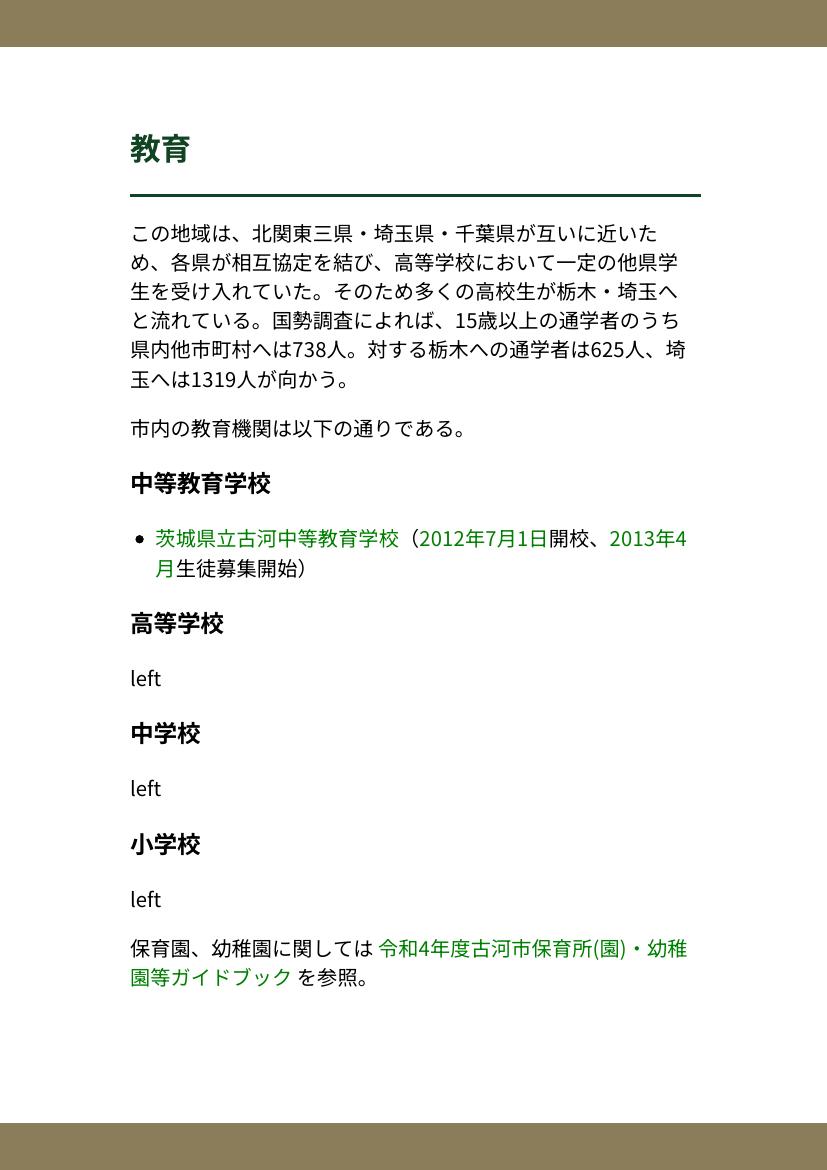 教育
この地域は、北関東三県・埼玉県・千葉県が互いに近いた
め、各県が相互協定を結び、高等学校において一定の他県学
生を受け入れていた。そのため多くの高校生が栃木・埼玉へ
と流れている。国勢調査によれば、15歳以上の通学者のうち
県内他市町村へは738人。対する栃木への通学者は625人、埼
玉へは1319人が向かう。
市内の教育機関は以下の通りである。
中等教育学校
• 茨城県立古河中等教育学校（2012年7月1日開校、2013年4
月生徒募集開始）
高等学校
left
中学校
left
小学校
left
保育園、幼稚園に関しては 令和4年度古河市保育所(園)・幼稚
園等ガイドブック を参照。